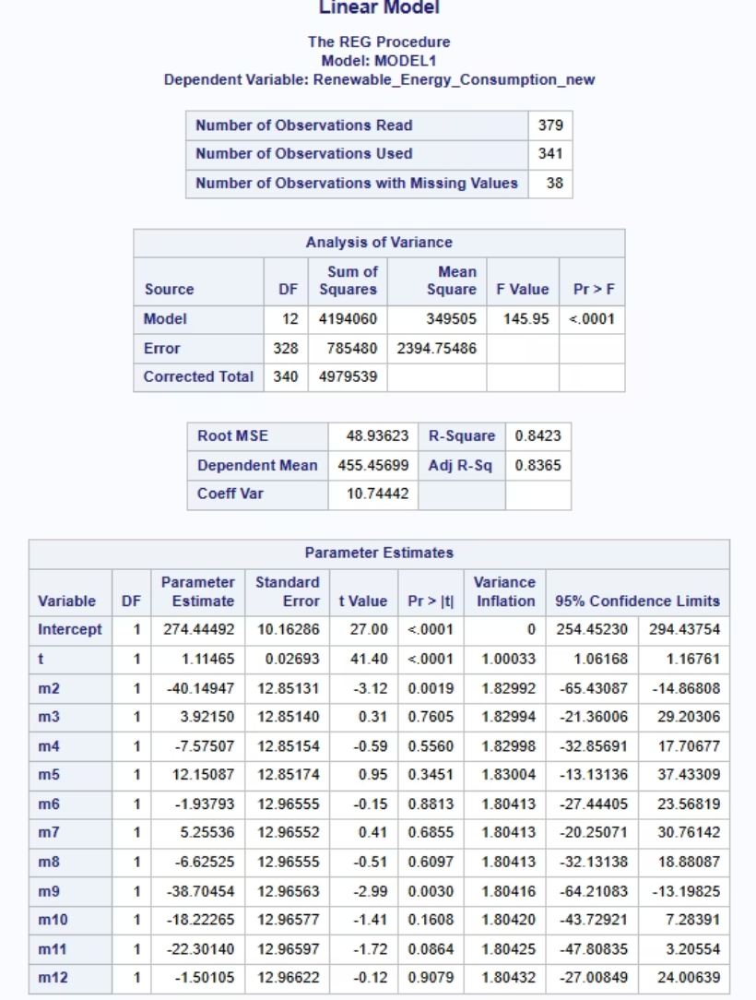 Linear Model
The REG Procedure
Model: MODEL1
Dependent Variable: Renewable_Energy_Consumption_new
Number of Observations Read 379
Number of Observations Used 341
Number of Observations with Missing Values 38
Analysis of Variance
Source DF Sum of Squares Mean Square F Value Pr > F
Model 12 4194060 349505 145.95 <.0001
Error 328 785480 2394.75486
Corrected Total 340 4979539
Root MSE 48.93623 R-Square 0.8423
Dependent Mean 455.45699 Adj R-Sq 0.8365
Coeff Var 10.74442
Parameter Estimates
Variable DF Parameter Estimate Standard Error t Value Pr > |t| Variance Inflation 95% Confidence Limits
Intercept 1 274.44492 10.16286 27.00 <.0001 0 254.45230 294.43754
t 1 1.11465 0.02693 41.40 <.0001 1.00033 1.06168 1.16761
m2 1 -40.14947 12.85131 -3.12 0.0019 1.82992 -65.43087 -14.86808
m3 1 3.92150 12.85140 0.31 0.7605 1.82994 -21.36006 29.20306
m4 1 -7.57507 12.85154 -0.59 0.5560 1.82998 -32.85691 17.70677
m5 1 12.15087 12.85174 0.95 0.3451 1.83004 -13.13136 37.43309
m6 1 -1.93793 12.96555 -0.15 0.8813 1.80413 -27.44405 23.56819
m7 1 5.25536 12.96552 0.41 0.6855 1.80413 -20.25071 30.76142
m8 1 -6.62525 12.96555 -0.51 0.6097 1.80413 -32.13138 18.88087
m9 1 -38.70454 12.96563 -2.99 0.0030 1.80416 -64.21083 -13.19825
m10 1 -18.22265 12.96577 -1.41 0.1608 1.80420 -43.72921 7.28391
m11 1 -22.30140 12.96597 -1.72 0.0864 1.80425 -47.80835 3.20554
m12 1 -1.50105 12.96622 -0.12 0.9079 1.80432 -27.00849 24.00639